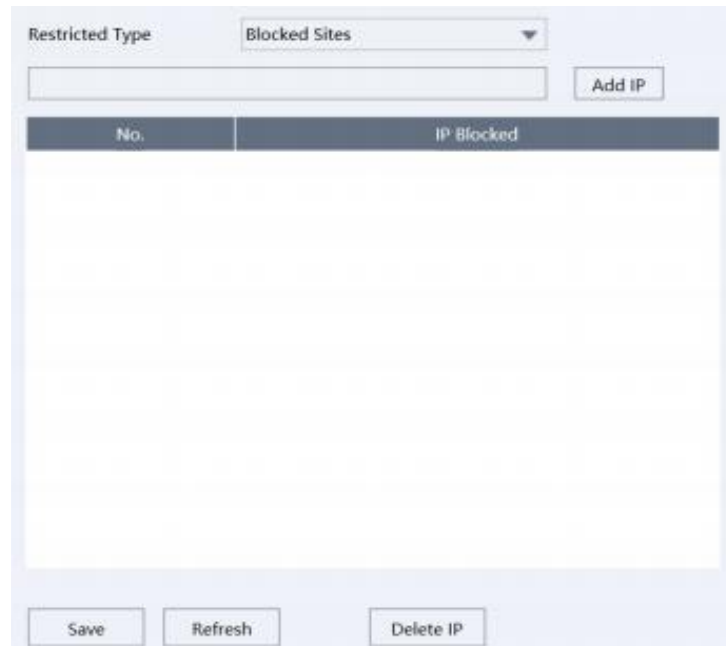 Restricted Type Blocked Sites
Add IP
No. IP Blocked
Save Refresh Delete IP